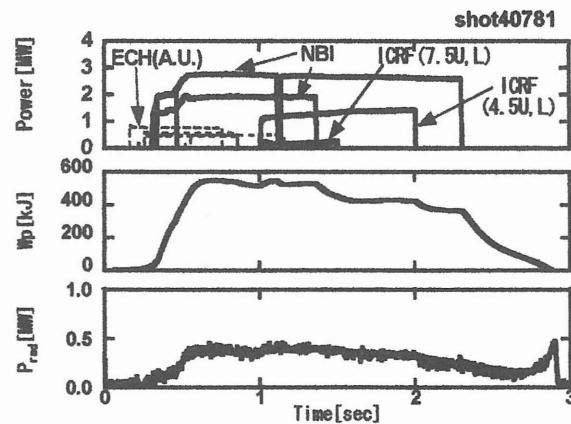 shot40781
Power[MW]
4
3
2
1
0
ECH(A.U.)
NBI
ICRF(7.5U,L)
ICRF
(4.5U,L)
Wp[kJ]
600
400
200
0
Prad[MW]
1.0
0.5
0.0
0
1
2
3
Time[sec]